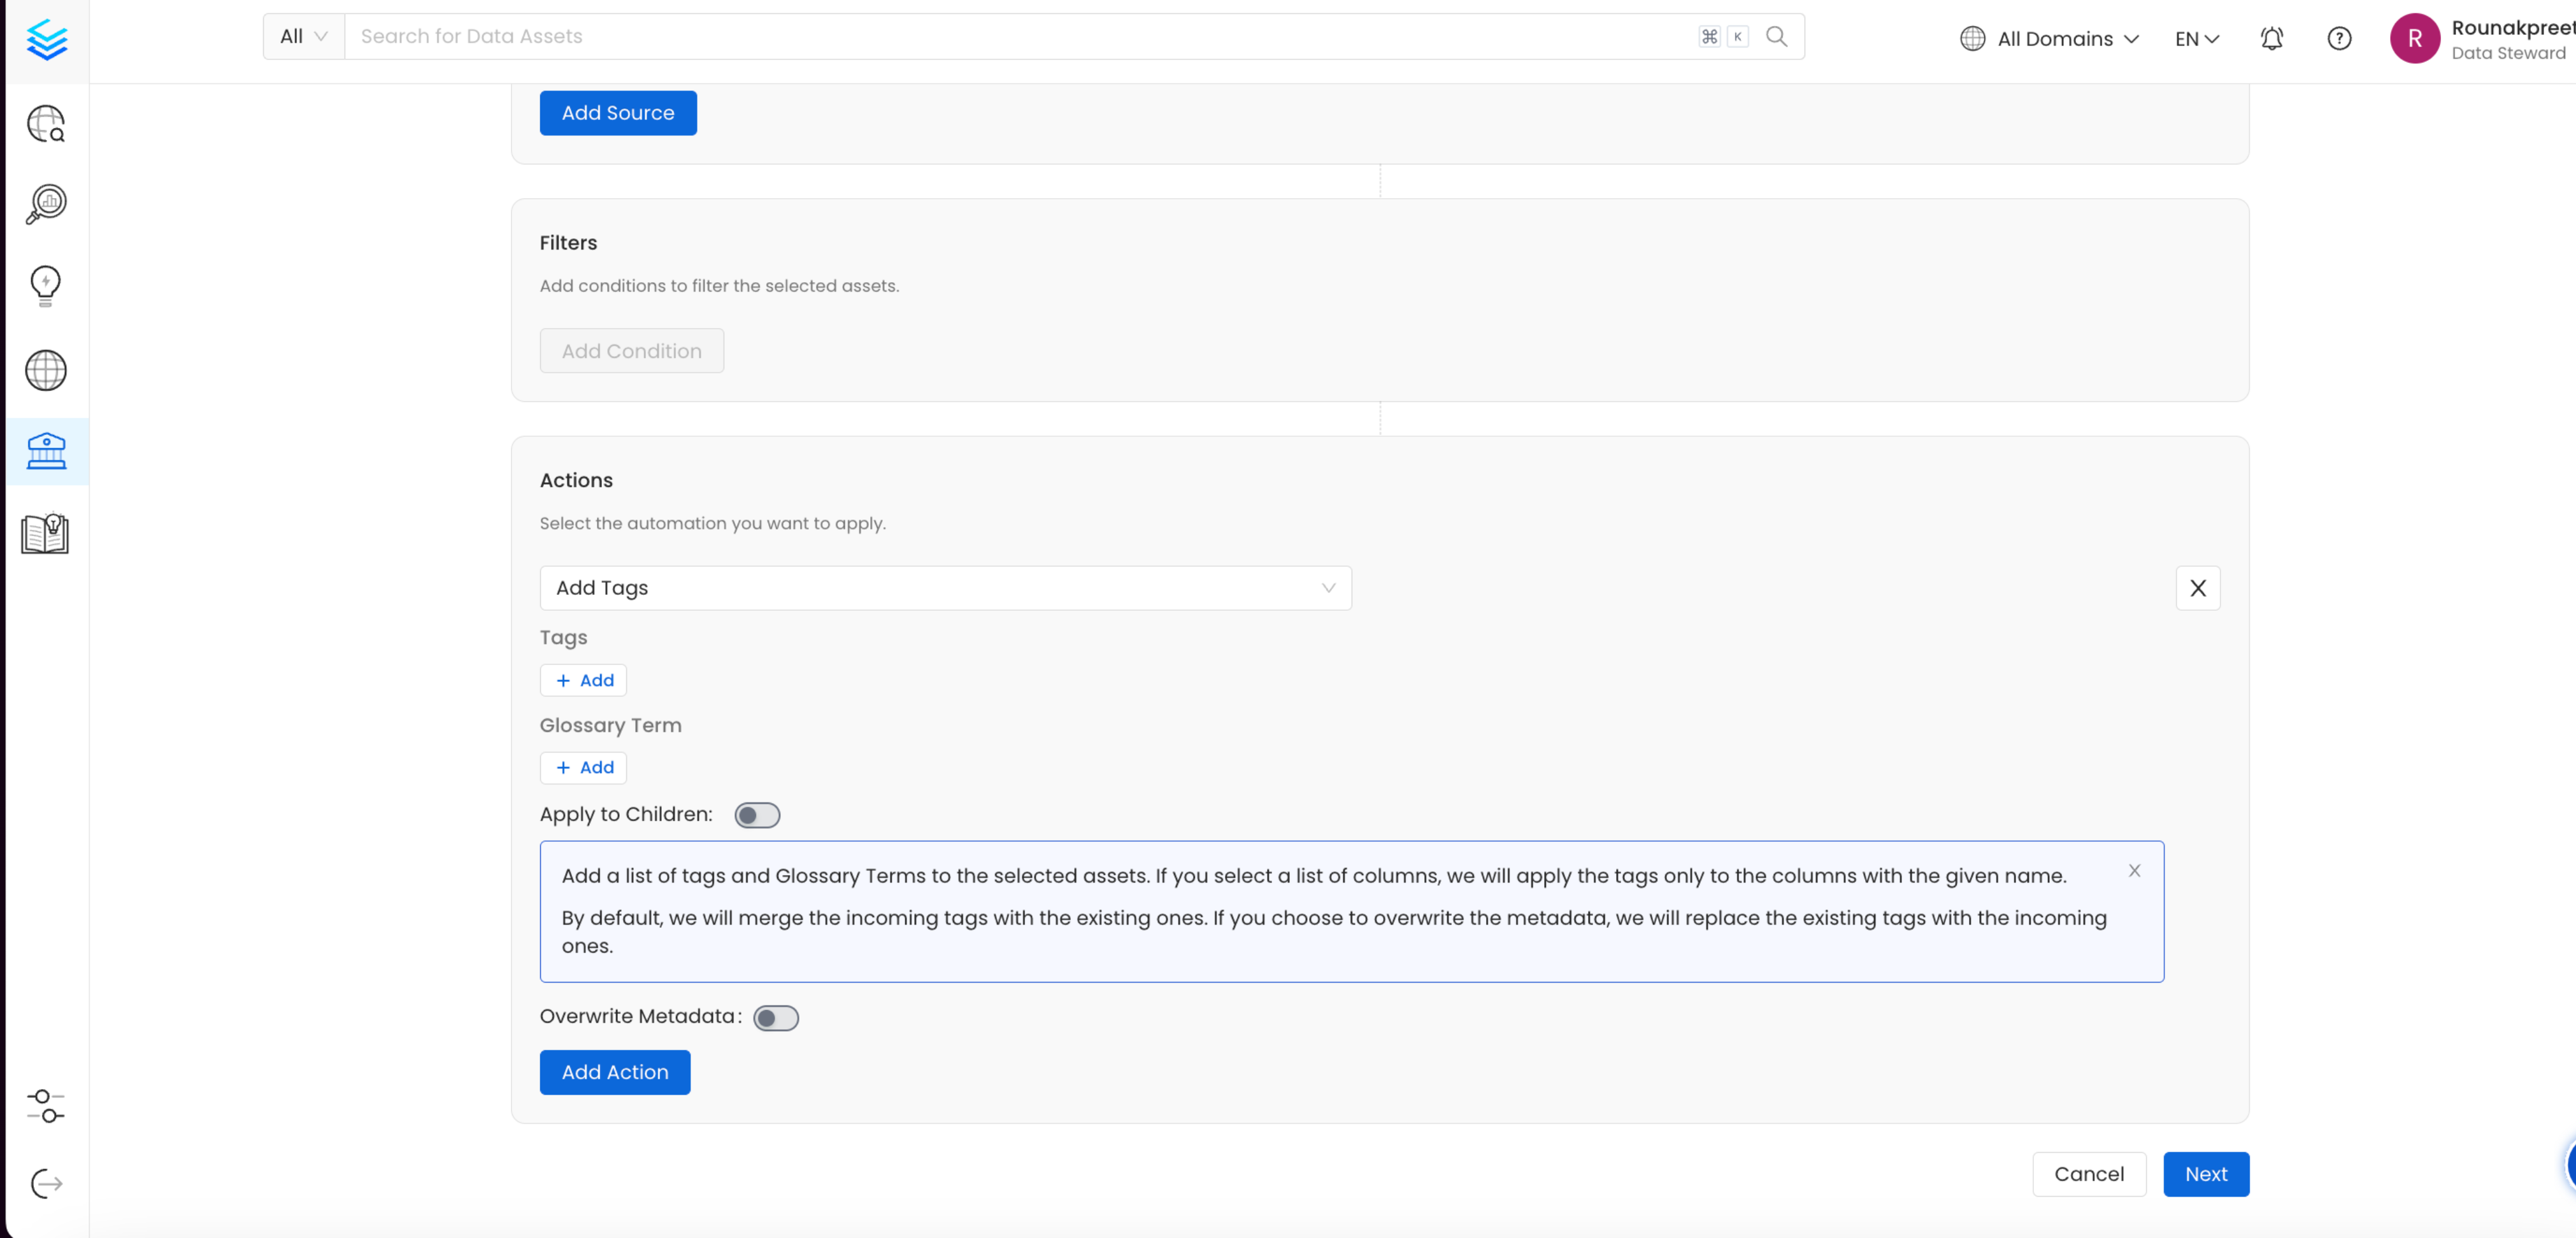 All
Search for Data Assets
⌘ K
All Domains
EN
R
Rounakpreet
Data Steward
Add Source
Filters
Add conditions to filter the selected assets.
Add Condition
Actions
Select the automation you want to apply.
Add Tags
X
Tags
+ Add
Glossary Term
+ Add
Apply to Children:
Add a list of tags and Glossary Terms to the selected assets. If you select a list of columns, we will apply the tags only to the columns with the given name.
By default, we will merge the incoming tags with the existing ones. If you choose to overwrite the metadata, we will replace the existing tags with the incoming
ones.
Overwrite Metadata :
Add Action
Cancel
Next